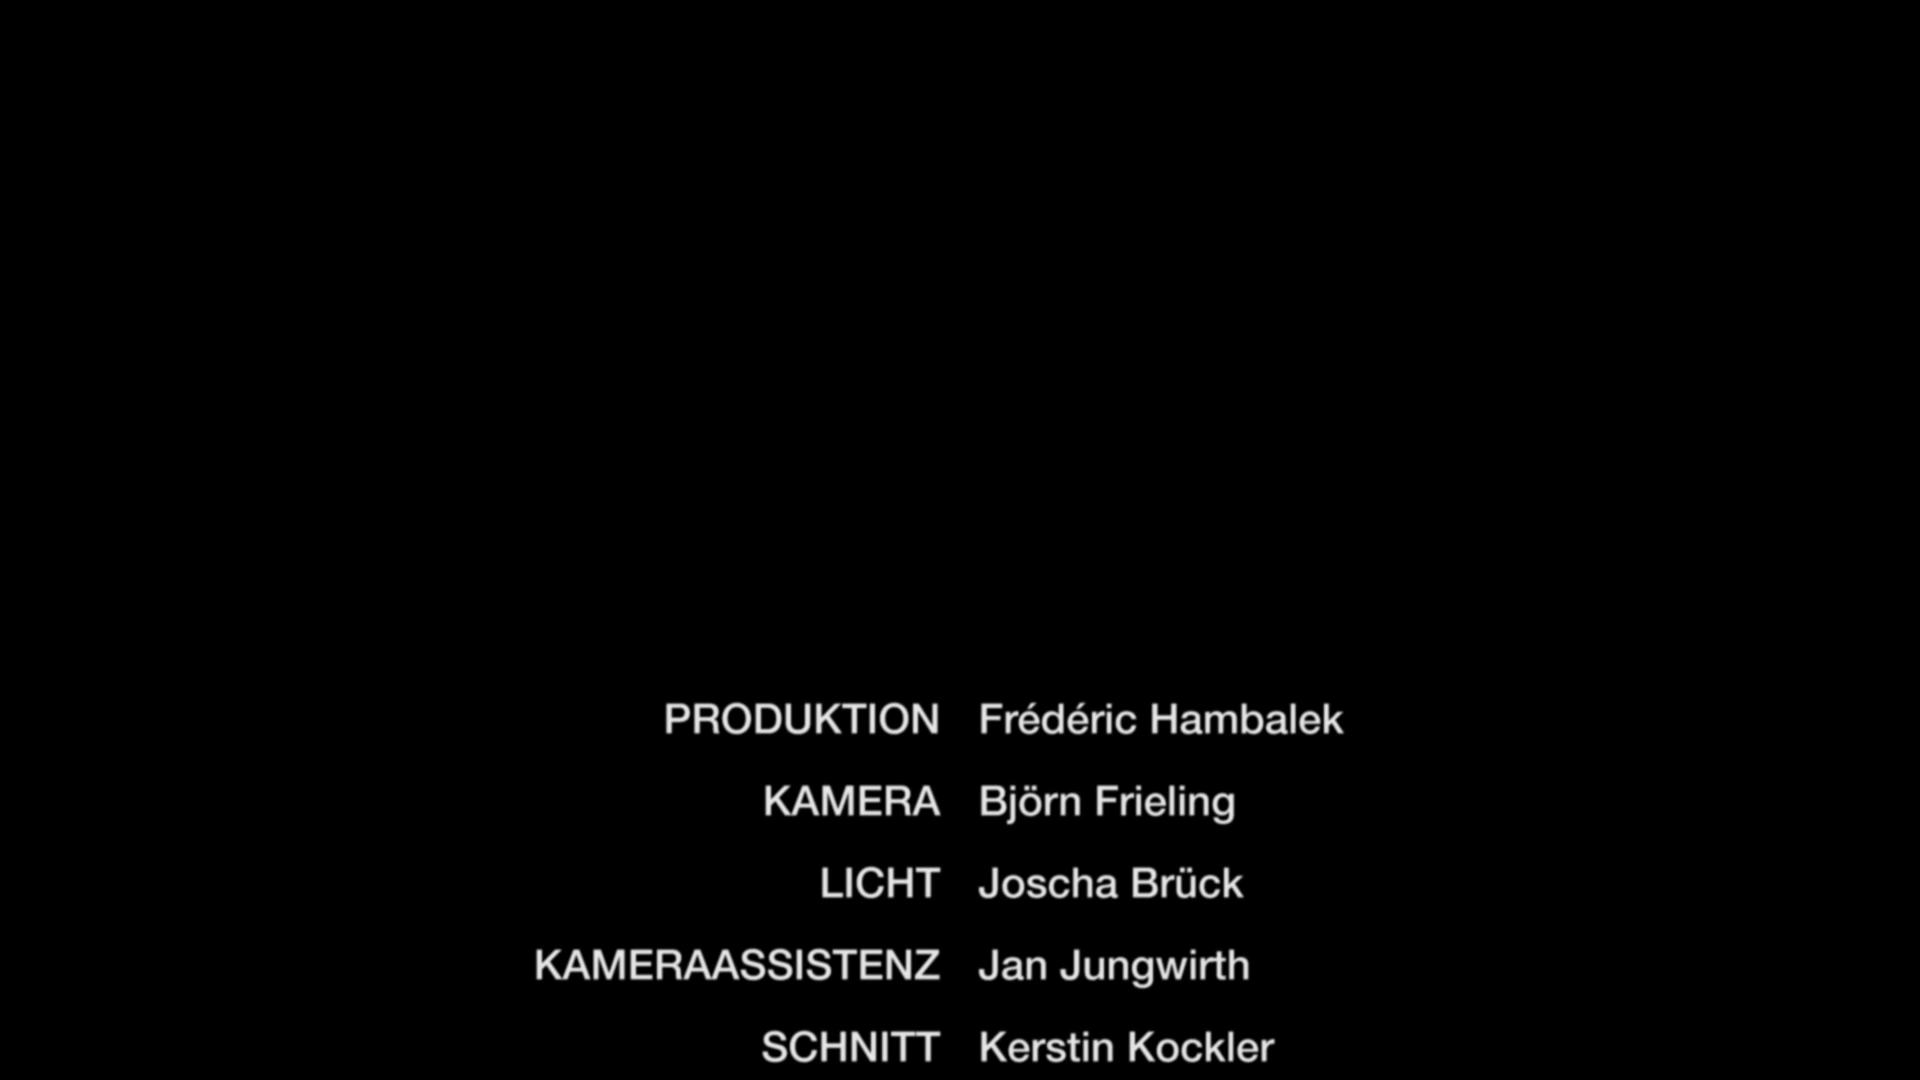 PRODUKTION Frédéric Hambalek
KAMERA Björn Frieling
LICHT Joscha Brück
KAMERAASSISTENZ Jan Jungwirth
SCHNITT Kerstin Kockler